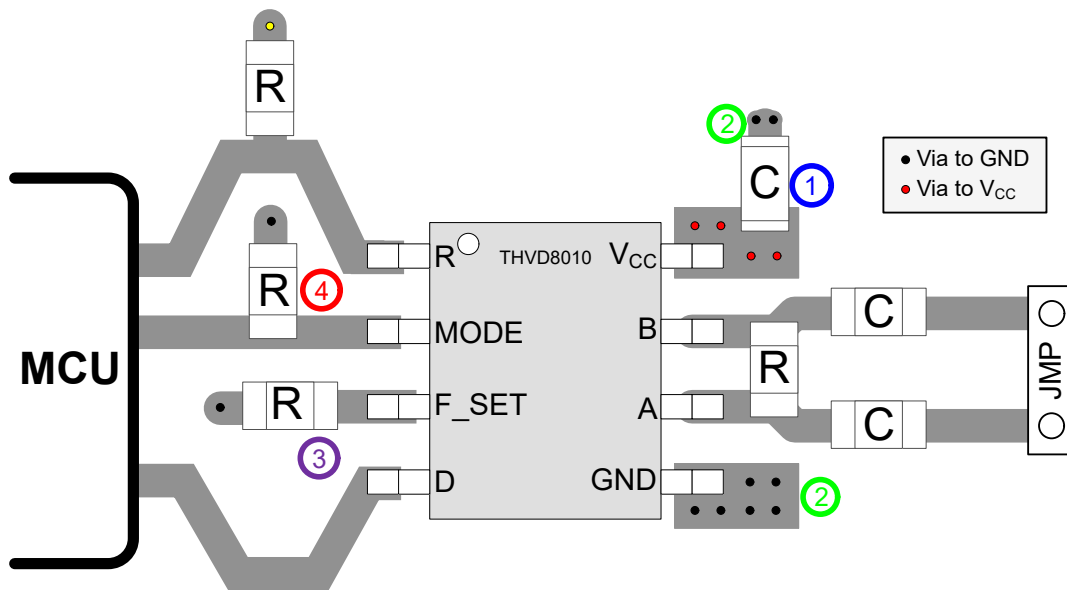 R
2
C
1
Via to GND
Via to VCC
R
THVD8010
VCC
R
4
MODE
B
C
MCU
R
JMP
R
F_SET
A
C
3
D
GND
2